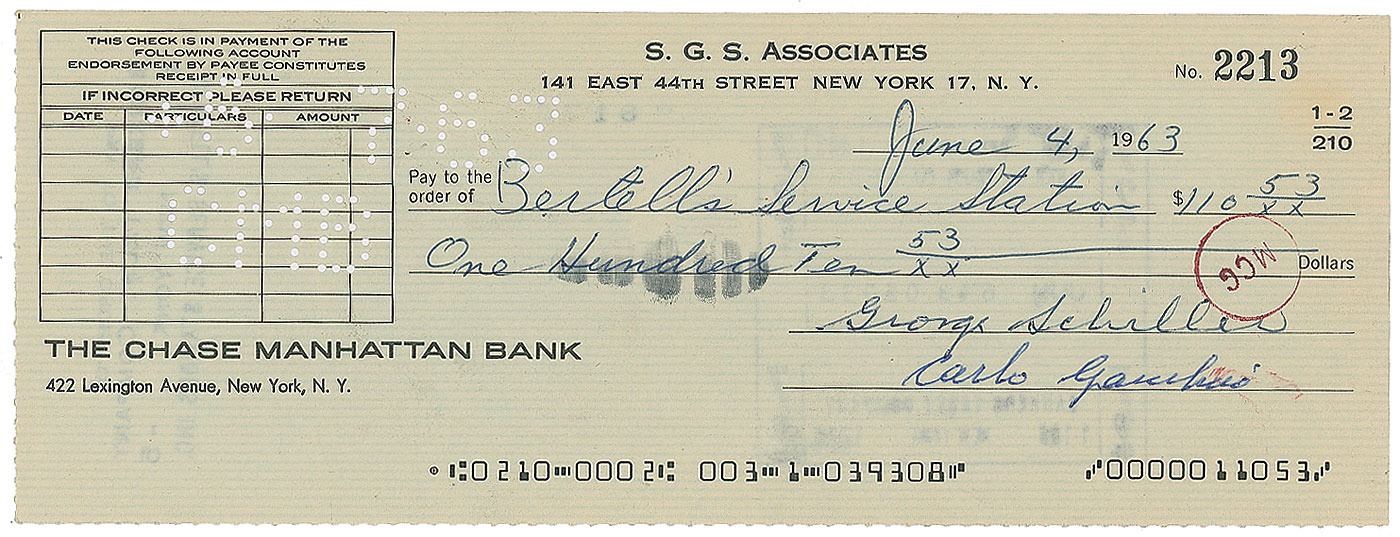 THIS CHECK IS IN PAYMENT OF THE
FOLLOWING ACCOUNT
ENDORSEMENT BY PAYEE CONSTITUTES
RECEIPT IN FULL
IF INCORRECT PLEASE RETURN
DATE PARTICULARS AMOUNT
S. G. S. ASSOCIATES
141 EAST 44TH STREET NEW YORK 17, N. Y.
No. 2213
1-2
210
June 4, 1963
Pay to the
order of Bertell's Service Station $110 53/xx
One Hundred Ten 53/xx Dollars
MCG
George Schiller
Carlo Gambino
THE CHASE MANHATTAN BANK
422 Lexington Avenue, New York, N. Y.
⑆0210⑉0002⑆ 003⑉1⑉039308⑈ ⑇0000011053⑇